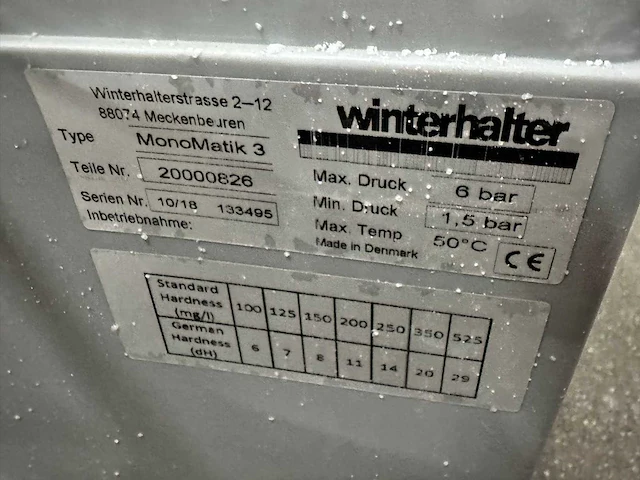 Winterhalterstrasse 2-12
88074 Meckenbeuren
Type MonoMatik 3
Teile Nr. 20000826
Serien Nr. 10/18 133495
Inbetriebnahme:
winterhalter
Max. Druck 6 bar
Min. Druck 1,5 bar
Max. Temp 50°C
Made in Denmark CE
Standard Hardness (mg/l) 100 125 150 200 250 350 525
German Hardness (dH) 6 7 8 11 14 20 29